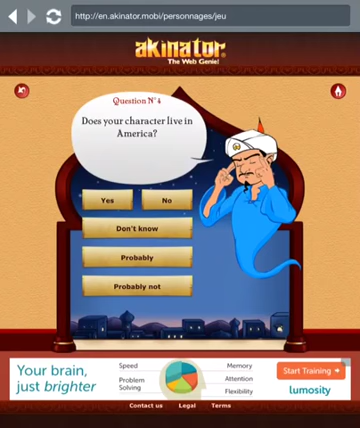 http://en.akinator.mobi/personnages/jeu
akinator
The Web Genie!
Question N° 4
Does your character live in
America?
Yes
No
Don't know
Probably
Probably not
Your brain,
just brighter
Speed
Problem
Solving
Memory
Attention
Flexibility
Start Training
lumosity
Contact us
Legal
Terms